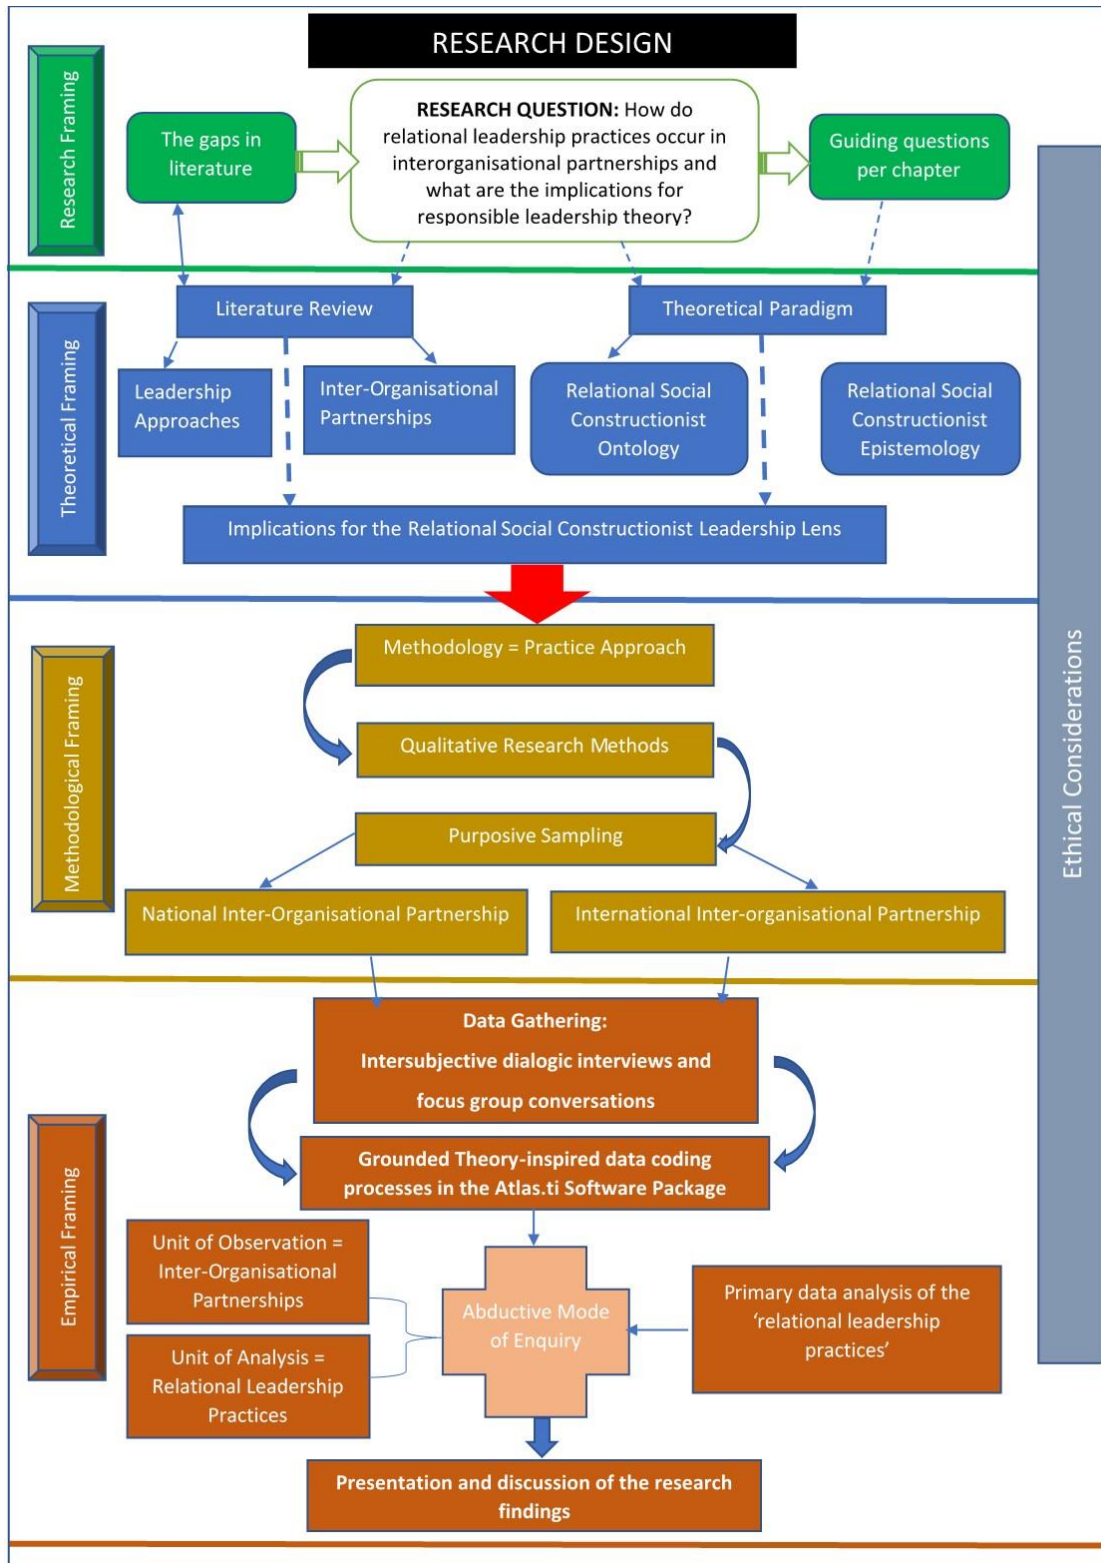 RESEARCH DESIGN
Research Framing
The gaps in
literature
RESEARCH QUESTION: How do
relational leadership practices occur in
interorganisational partnerships and
what are the implications for
responsible leadership theory?
Guiding questions
per chapter
Theoretical Framing
Literature Review
Theoretical Paradigm
Leadership
Approaches
Inter-Organisational
Partnerships
Relational Social
Constructionist
Ontology
Relational Social
Constructionist
Epistemology
Implications for the Relational Social Constructionist Leadership Lens
Methodological Framing
Methodology = Practice Approach
Qualitative Research Methods
Purposive Sampling
National Inter-Organisational Partnership
International Inter-organisational Partnership
Ethical Considerations
Empirical Framing
Data Gathering:
Intersubjective dialogic interviews and
focus group conversations
Grounded Theory-inspired data coding
processes in the Atlas.ti Software Package
Unit of Observation =
Inter-Organisational
Partnerships
Unit of Analysis =
Relational Leadership
Practices
Abductive Mode
of Enquiry
Primary data analysis of the
‘relational leadership
practices’
Presentation and discussion of the research
findings